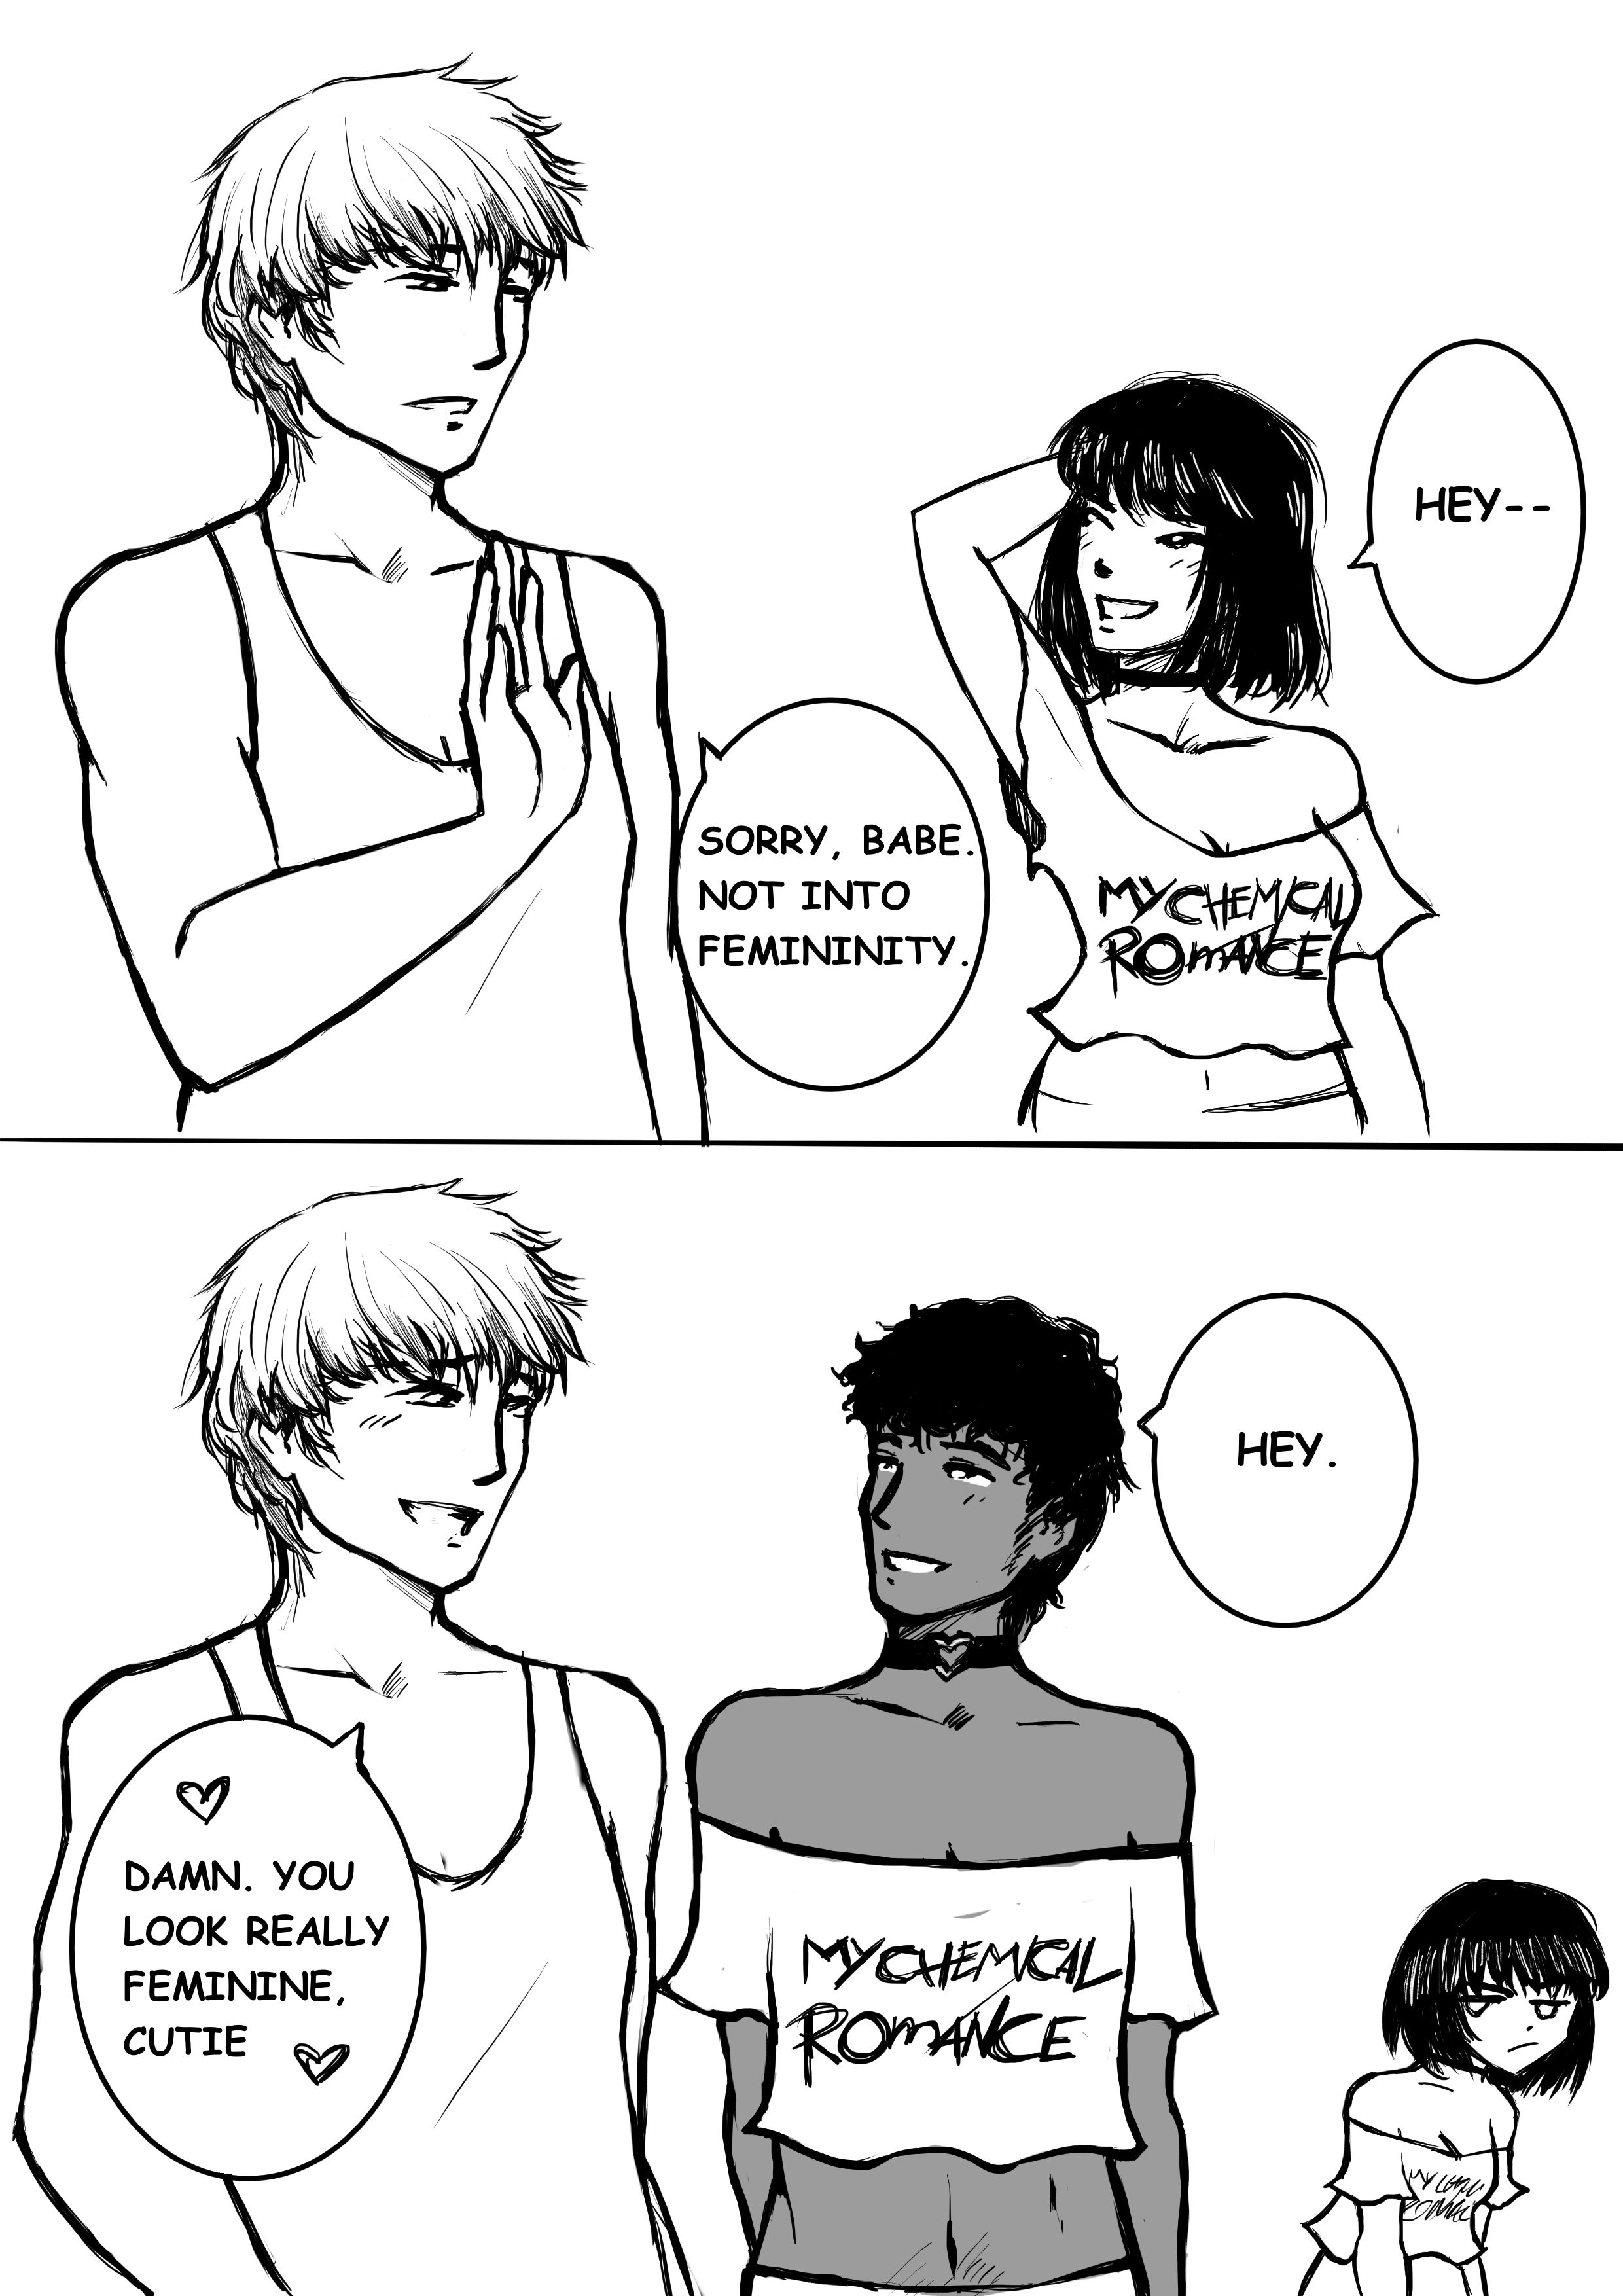 HEY--
SORRY, BABE.
NOT INTO
FEMININITY.
MY CHEMICAL
ROMANCE
HEY.
DAMN. YOU
LOOK REALLY
FEMININE,
CUTIE
MY CHEMICAL
ROMANCE
MY